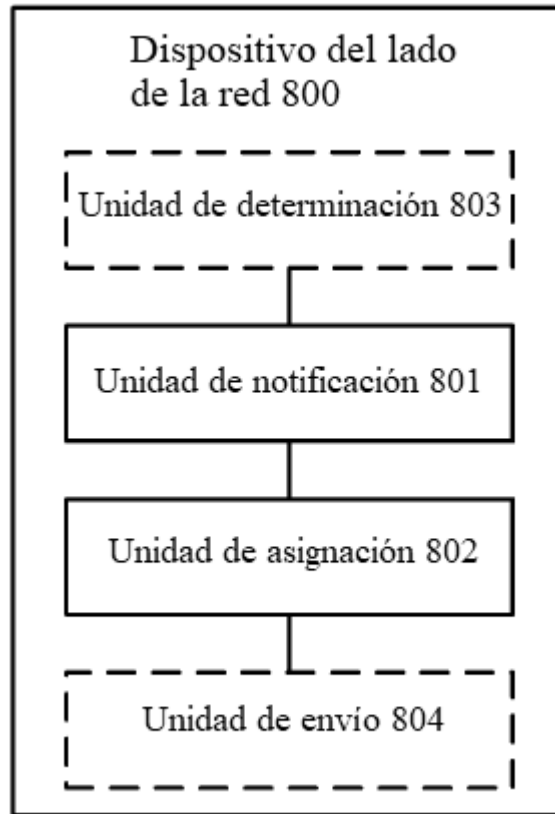 Dispositivo del lado
de la red 800
Unidad de determinación 803
Unidad de notificación 801
Unidad de asignación 802
Unidad de envío 804